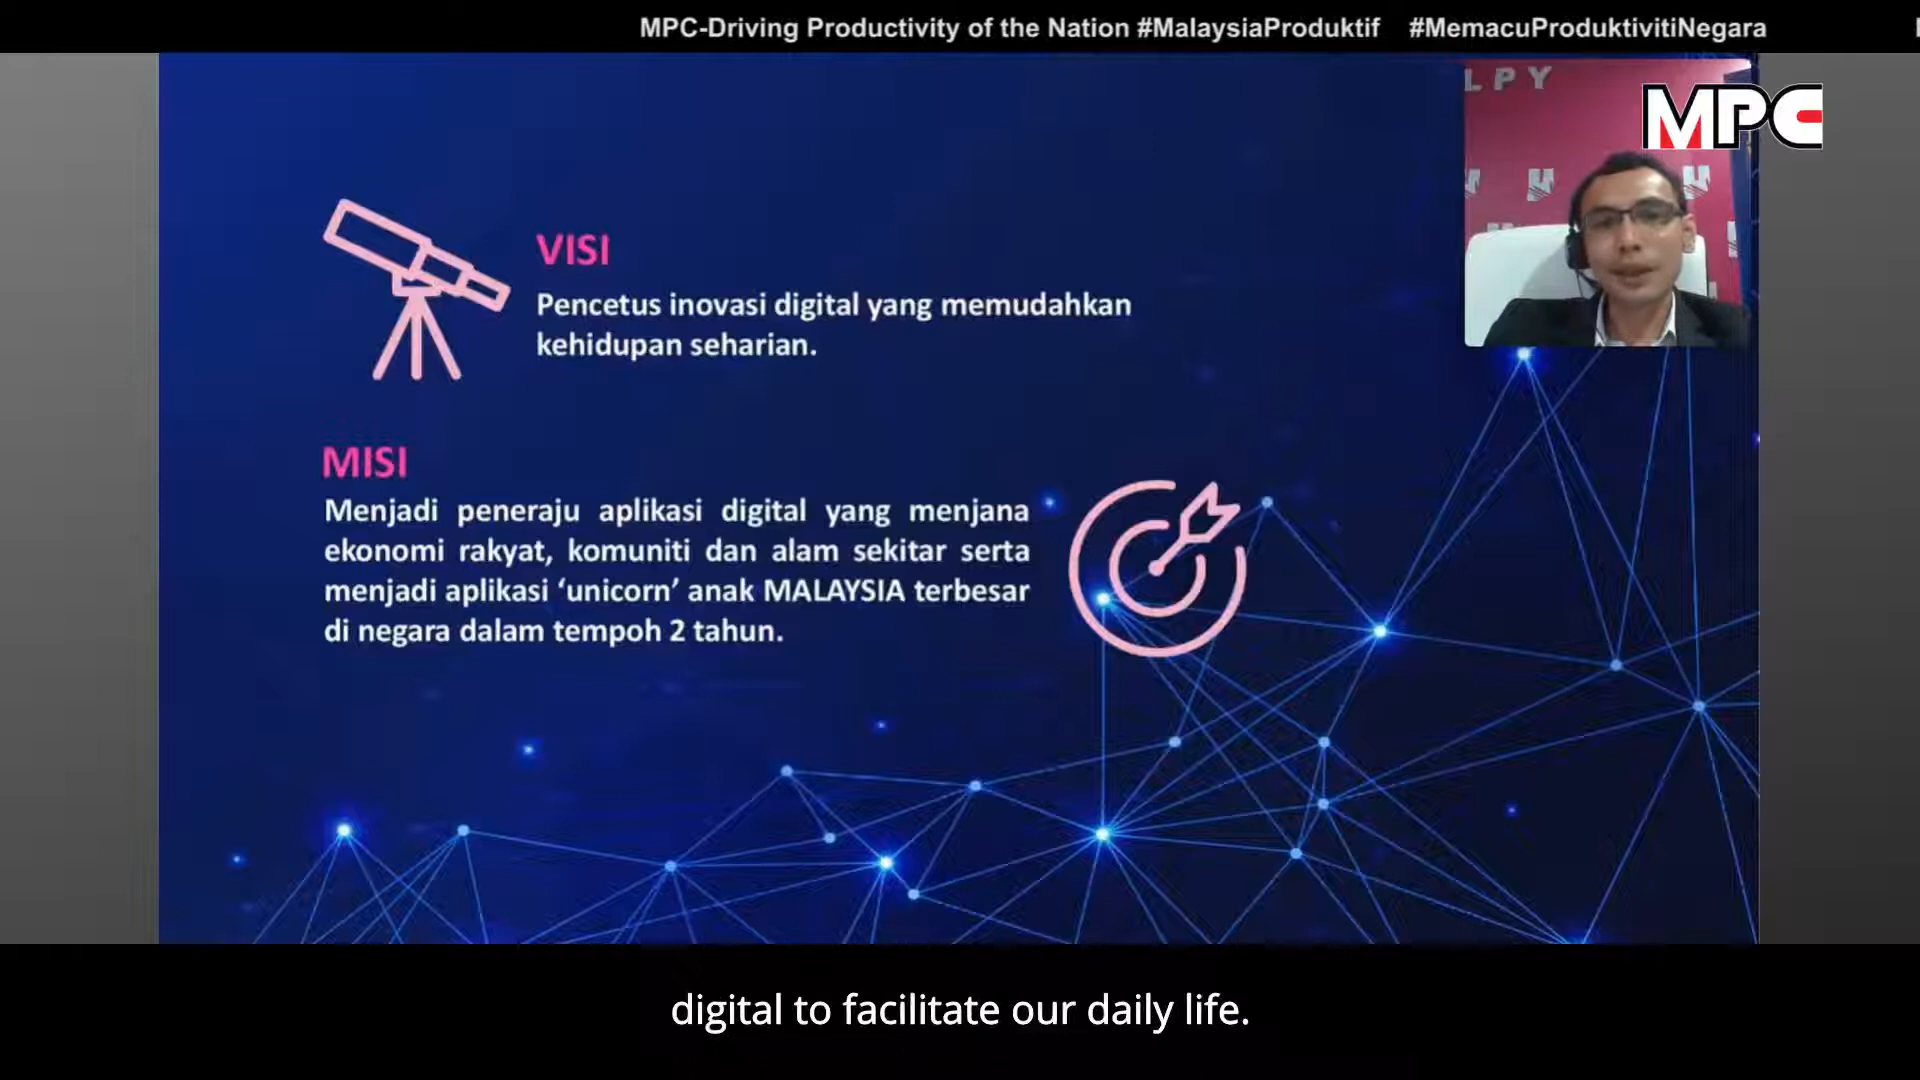 MPC-Driving Productivity of the Nation #MalaysiaProduktif #MemacuProduktivitiNegara
LPY
MPC
VISI
Pencetus inovasi digital yang memudahkan
kehidupan seharian.
MISI
Menjadi peneraju aplikasi digital yang menjana
ekonomi rakyat, komuniti dan alam sekitar serta
menjadi aplikasi ‘unicorn’ anak MALAYSIA terbesar
di negara dalam tempoh 2 tahun.
digital to facilitate our daily life.